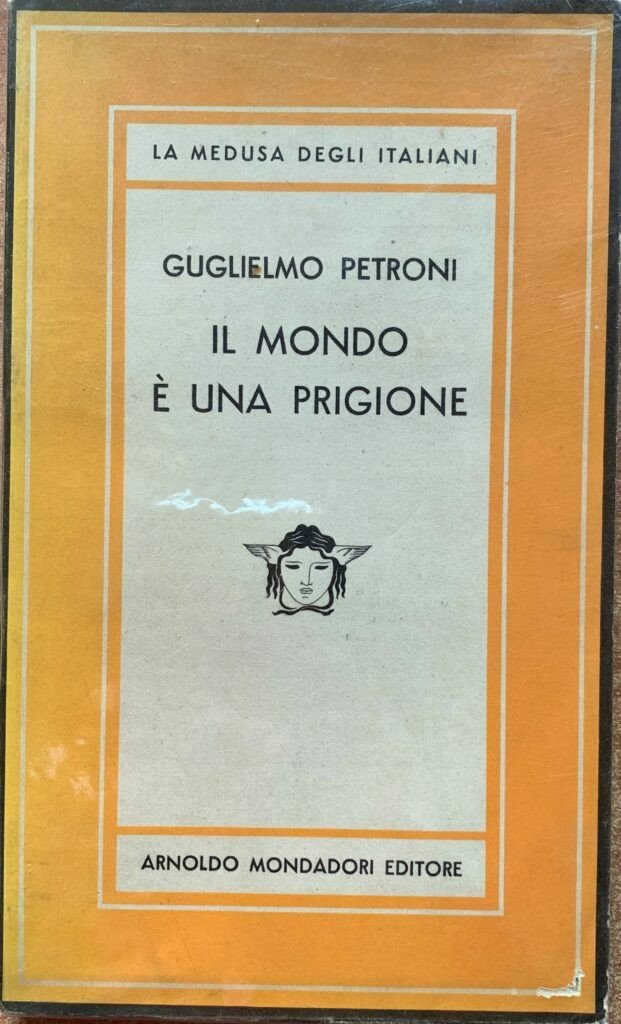 LA MEDUSA DEGLI ITALIANI
GUGLIELMO PETRONI
IL MONDO
È UNA PRIGIONE
ARNOLDO MONDADORI EDITORE